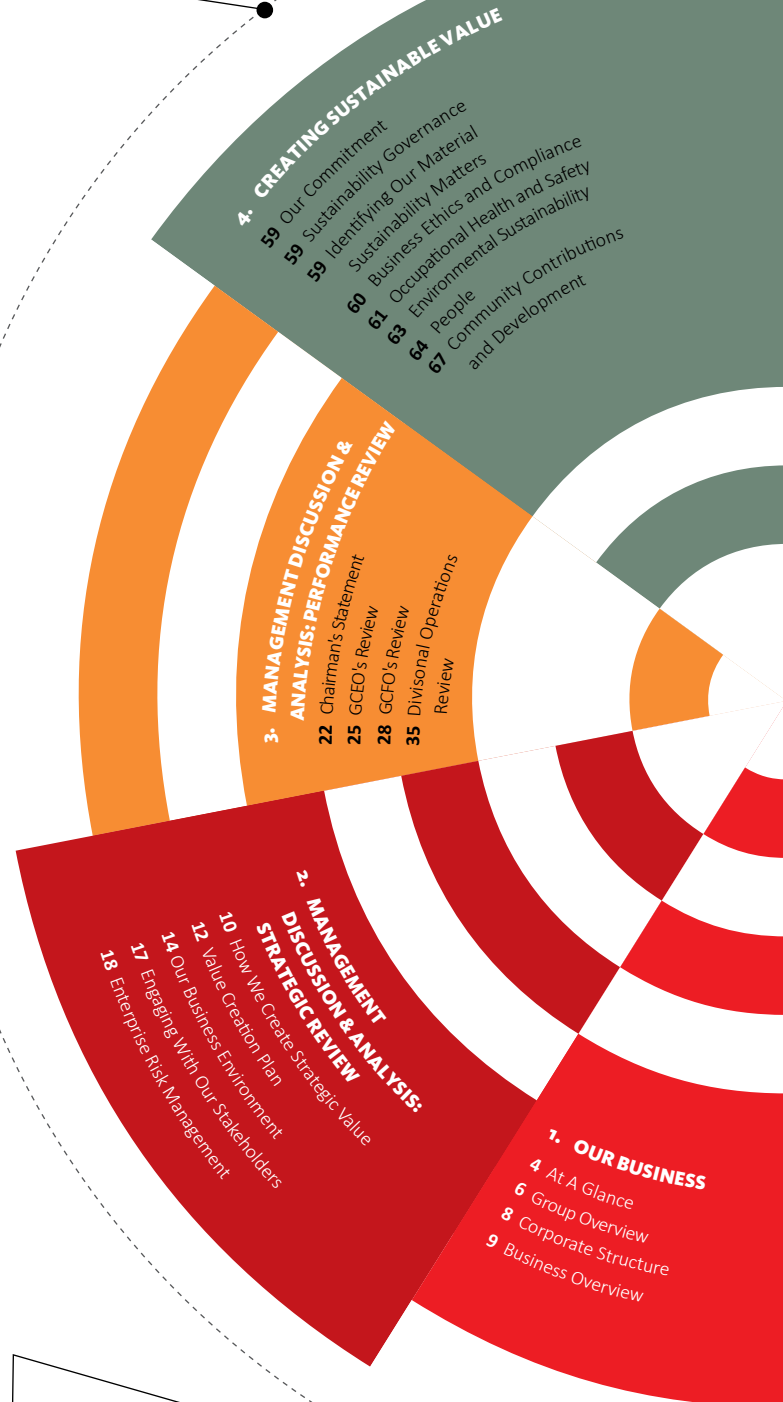 4. CREATING SUSTAINABLE VALUE
59 Our Commitment
59 Sustainability Governance
59 Identifying Our Material
Sustainability Matters
60 Business Ethics and Compliance
61 Occupational Health and Safety
63 Environmental Sustainability
64 People
67 Community Contributions
and Development
3. MANAGEMENT DISCUSSION &
ANALYSIS: PERFORMANCE REVIEW
22 Chairman's Statement
25 GCEO's Review
28 GCFO's Review
35 Divisonal Operations
Review
2. MANAGEMENT
DISCUSSION & ANALYSIS:
STRATEGIC REVIEW
10 How We Create Strategic Value
12 Value Creation Plan
14 Our Business Environment
17 Engaging With Our Stakeholders
18 Enterprise Risk Management
1. OUR BUSINESS
4 At A Glance
6 Group Overview
8 Corporate Structure
9 Business Overview